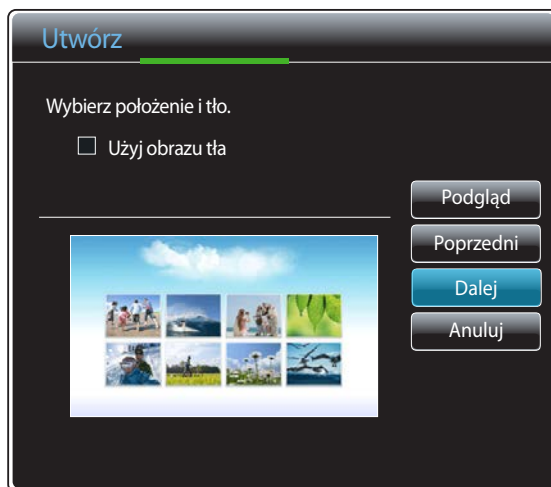 Utwórz
Wybierz położenie i tło.
Użyj obrazu tła
Podgląd
Poprzedni
Dalej
Anuluj